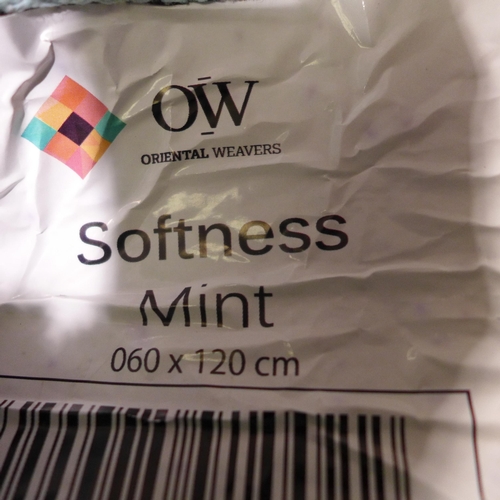 OW
ORIENTAL WEAVERS
Softness
Mint
060 x 120 cm